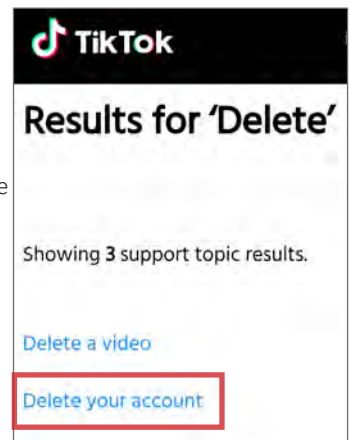 TikTok
Results for ‘Delete’
e
Showing 3 support topic results.
Delete a video
Delete your account